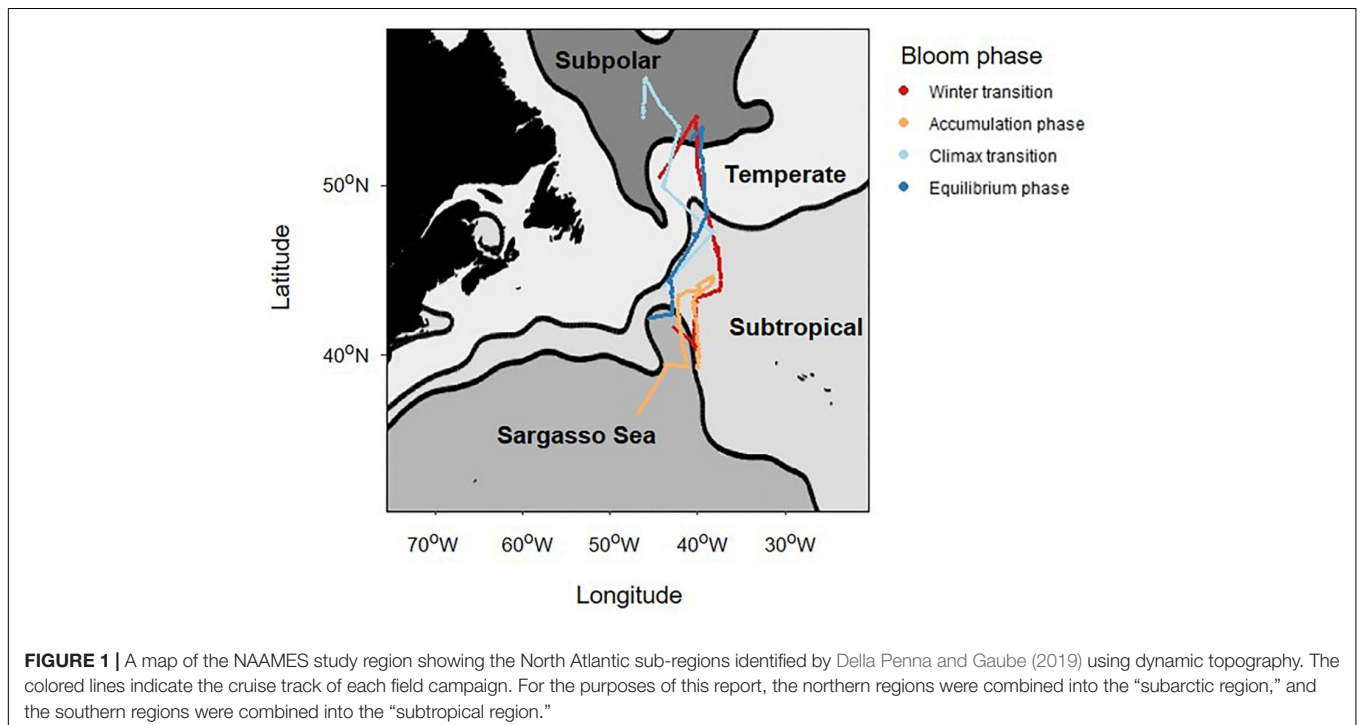 Subpolar
Temperate
Subtropical
Sargasso Sea
50°N
40°N
Latitude
70°W 60°W 50°W 40°W 30°W
Longitude
Bloom phase
Winter transition
Accumulation phase
Climax transition
Equilibrium phase
FIGURE 1 | A map of the NAAMES study region showing the North Atlantic sub-regions identified by Della Penna and Gaube (2019) using dynamic topography. The
colored lines indicate the cruise track of each field campaign. For the purposes of this report, the northern regions were combined into the “subarctic region,” and
the southern regions were combined into the “subtropical region.”